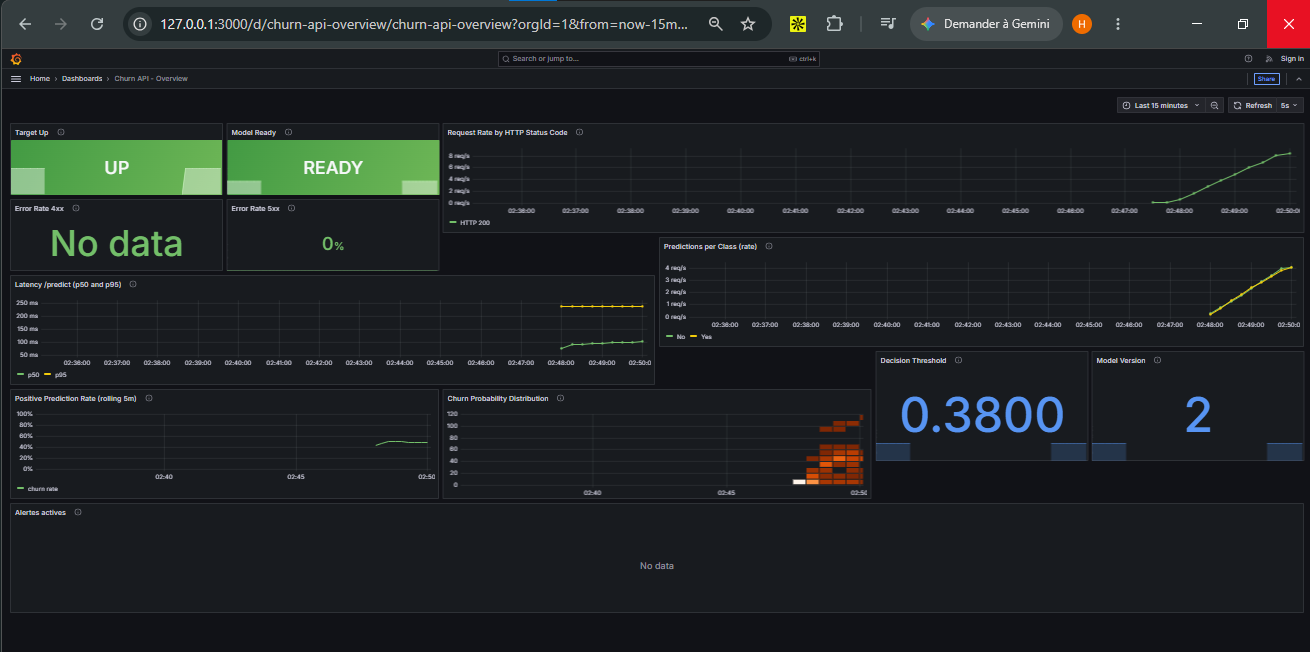 127.0.0.1:3000/d/churn-api-overview/churn-api-overview?orgId=1&from=now-15m...
Demander à Gemini
H
Search or jump to...
ctrl+k
Sign in
Home › Dashboards › Churn API - Overview
Share
Last 15 minutes
Refresh
5s
Target Up
UP
Model Ready
READY
Request Rate by HTTP Status Code
8 req/s
6 req/s
4 req/s
2 req/s
0 req/s
02:36:00 02:37:00 02:38:00 02:39:00 02:40:00 02:41:00 02:42:00 02:43:00 02:44:00 02:45:00 02:46:00 02:47:00 02:48:00 02:49:00 02:50:0
HTTP 200
Error Rate 4xx
No data
Error Rate 5xx
0%
Predictions per Class (rate)
4 req/s
3 req/s
2 req/s
1 req/s
0 req/s
02:36:00 02:37:00 02:38:00 02:39:00 02:40:00 02:41:00 02:42:00 02:43:00 02:44:00 02:45:00 02:46:00 02:47:00 02:48:00 02:49:00 02:50:0
No Yes
Latency /predict (p50 and p95)
250 ms
200 ms
150 ms
100 ms
50 ms
02:36:00 02:37:00 02:38:00 02:39:00 02:40:00 02:41:00 02:42:00 02:43:00 02:44:00 02:45:00 02:46:00 02:47:00 02:48:00 02:49:00 02:50:0
p50 p95
Decision Threshold
0.3800
Model Version
2
Positive Prediction Rate (rolling 5m)
100%
80%
60%
40%
20%
0%
02:40 02:45 02:50
churn rate
Churn Probability Distribution
120
100
80
60
40
20
0
02:40 02:45 02:50
Alertes actives
No data